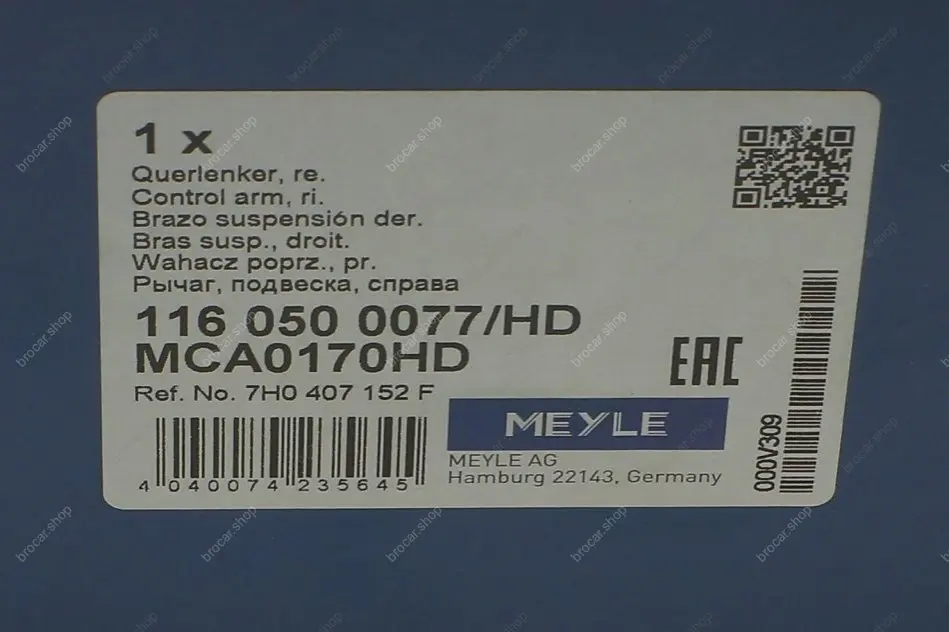 1 x
Querlenker, re.
Control arm, ri.
Brazo suspensión der.
Bras susp., droit.
Wahacz poprz., pr.
Рычаг, подвеска, справа
116 050 0077/HD
MCA0170HD
Ref. No. 7H0 407 152 F
EAC
MEYLE
MEYLE AG
Hamburg 22143, Germany
4 040074 235645
000V309
brocar.shop